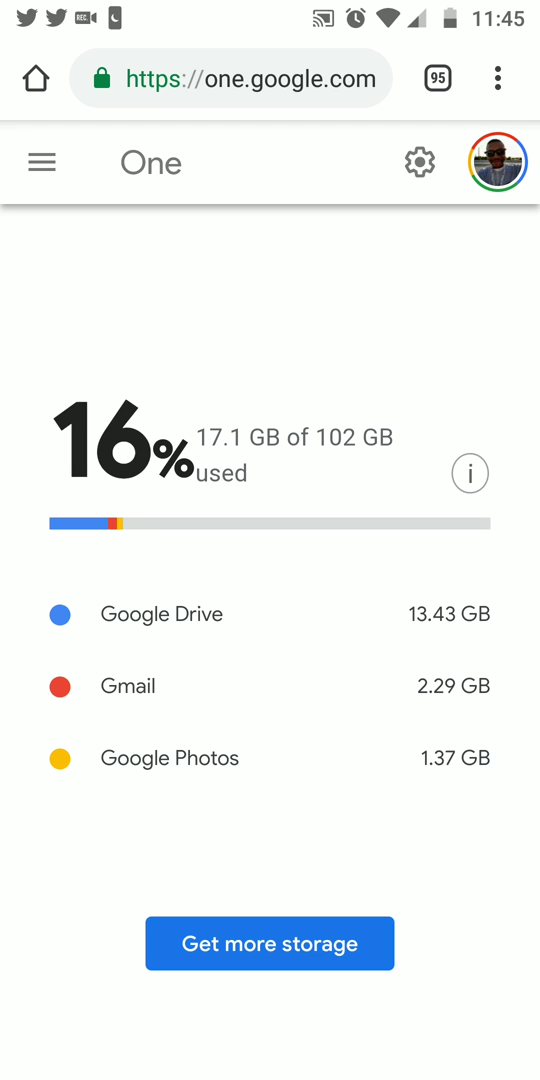 REC
11:45
https://one.google.com
95
One
16% 17.1 GB of 102 GB
used
i
Google Drive 13.43 GB
Gmail 2.29 GB
Google Photos 1.37 GB
Get more storage